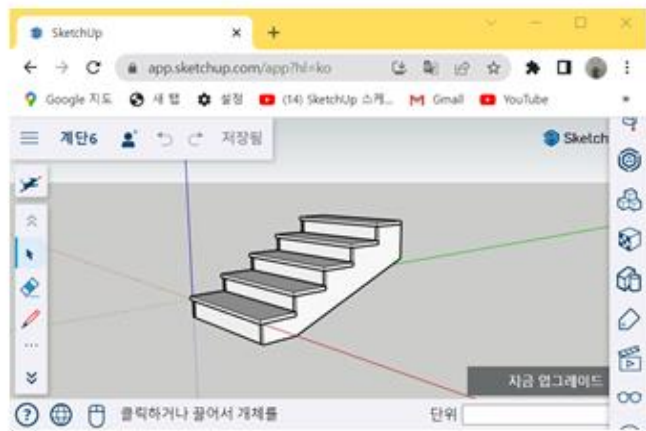 SketchUp
app.sketchup.com/app?hl=ko
Google 지도 새 탭 설정 (14) SketchUp 스케... Gmail YouTube
계단6 저장됨 Sketch
지금 업그레이드
클릭하거나 끌어서 개체를 단위